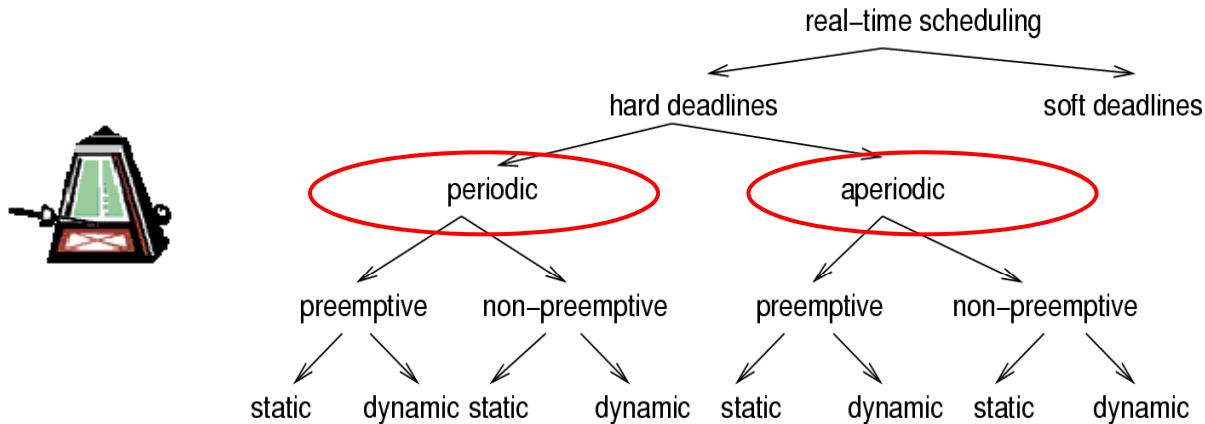 real–time scheduling
hard deadlines soft deadlines
periodic aperiodic
preemptive non–preemptive preemptive non–preemptive
static dynamic static dynamic static dynamic static dynamic